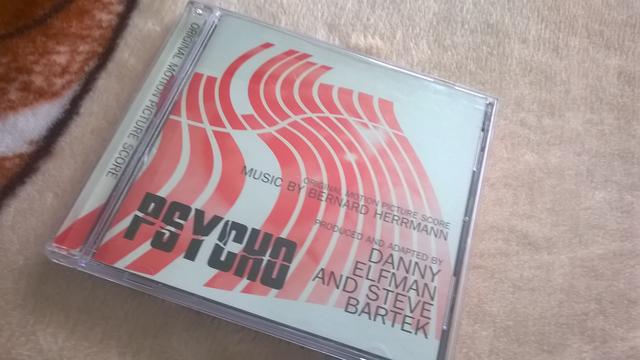 ORIGINAL MOTION PICTURE SCORE
ORIGINAL MOTION PICTURE SCORE
MUSIC BY BERNARD HERRMANN
PRODUCED AND ADAPTED BY
DANNY
ELFMAN
AND STEVE
BARTEK
PSYCHO